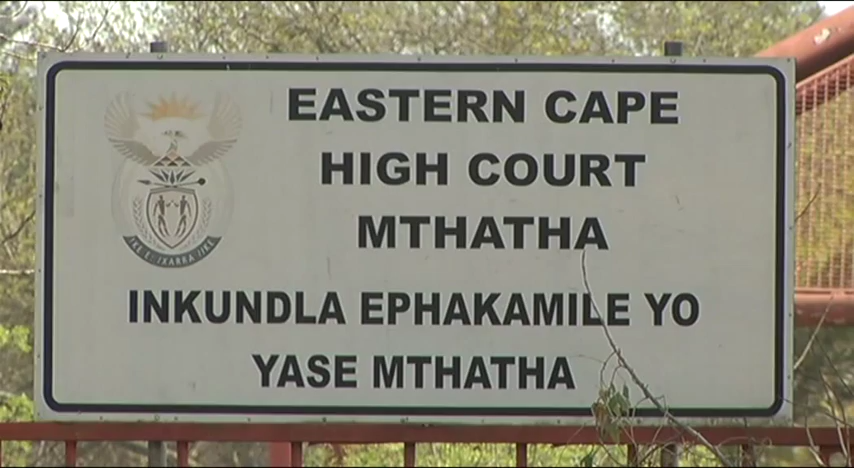 EASTERN CAPE
HIGH COURT
MTHATHA
INKUNDLA EPHAKAMILE YO
YASE MTHATHA